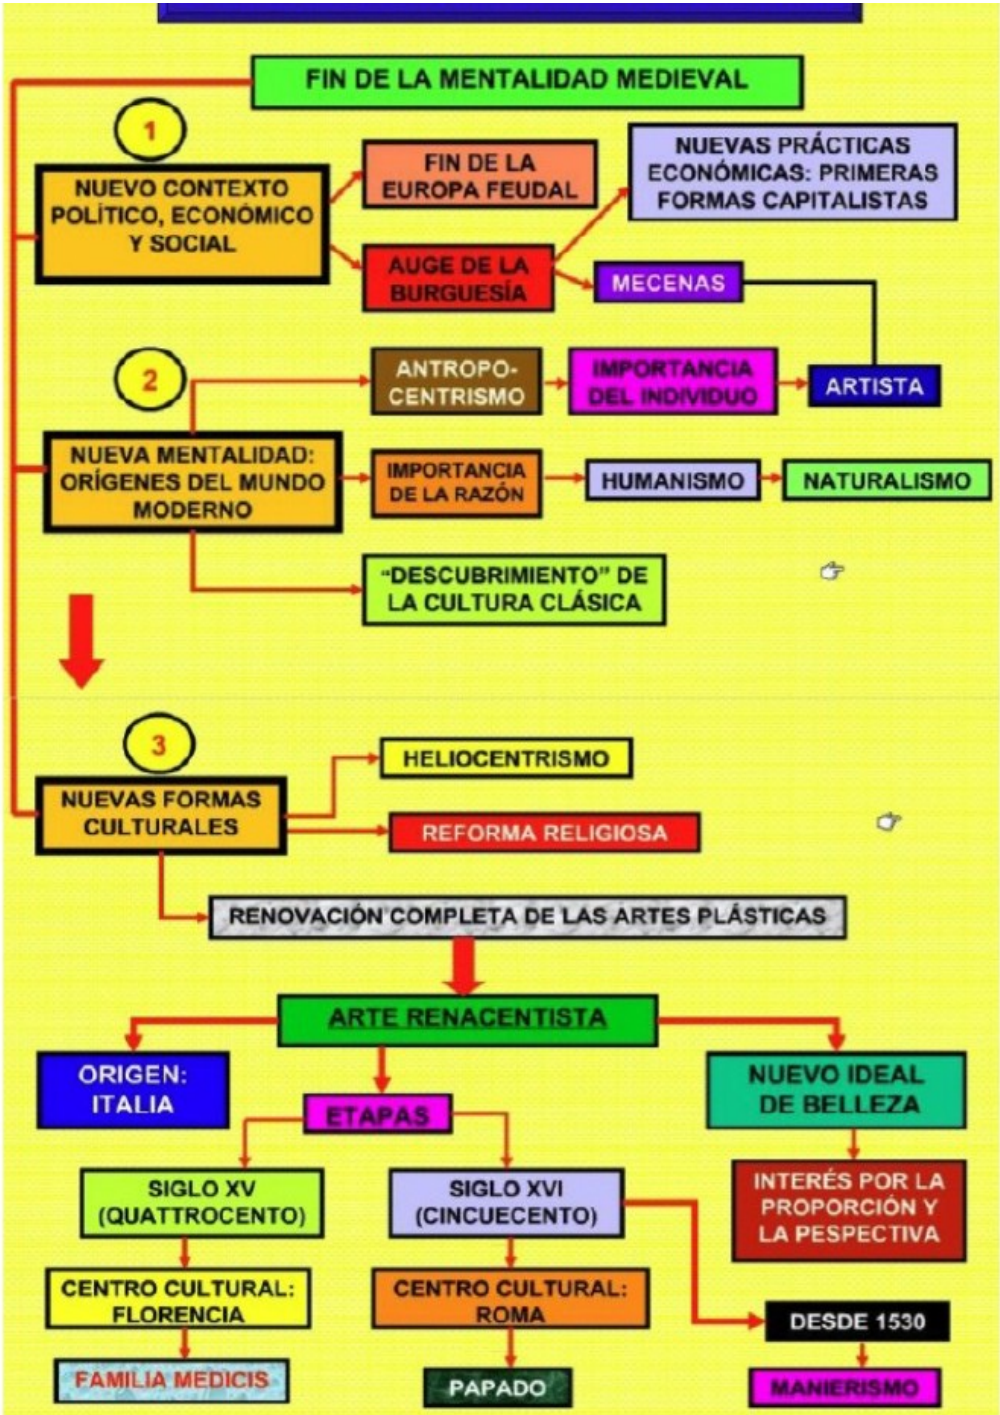 FIN DE LA MENTALIDAD MEDIEVAL
1
NUEVO CONTEXTO
POLÍTICO, ECONÓMICO
Y SOCIAL
FIN DE LA
EUROPA FEUDAL
NUEVAS PRÁCTICAS
ECONÓMICAS: PRIMERAS
FORMAS CAPITALISTAS
AUGE DE LA
BURGUESÍA
MECENAS
2
ANTROPO-
CENTRISMO
IMPORTANCIA
DEL INDIVIDUO
ARTISTA
NUEVA MENTALIDAD:
ORÍGENES DEL MUNDO
MODERNO
IMPORTANCIA
DE LA RAZÓN
HUMANISMO
NATURALISMO
“DESCUBRIMIENTO” DE
LA CULTURA CLÁSICA
3
NUEVAS FORMAS
CULTURALES
HELIOCENTRISMO
REFORMA RELIGIOSA
RENOVACIÓN COMPLETA DE LAS ARTES PLÁSTICAS
ARTE RENACENTISTA
ORIGEN:
ITALIA
ETAPAS
NUEVO IDEAL
DE BELLEZA
SIGLO XV
(QUATTROCENTO)
SIGLO XVI
(CINCUECENTO)
INTERÉS POR LA
PROPORCIÓN Y
LA PESPECTIVA
CENTRO CULTURAL:
FLORENCIA
CENTRO CULTURAL:
ROMA
DESDE 1530
FAMILIA MEDICIS
PAPADO
MANIERISMO